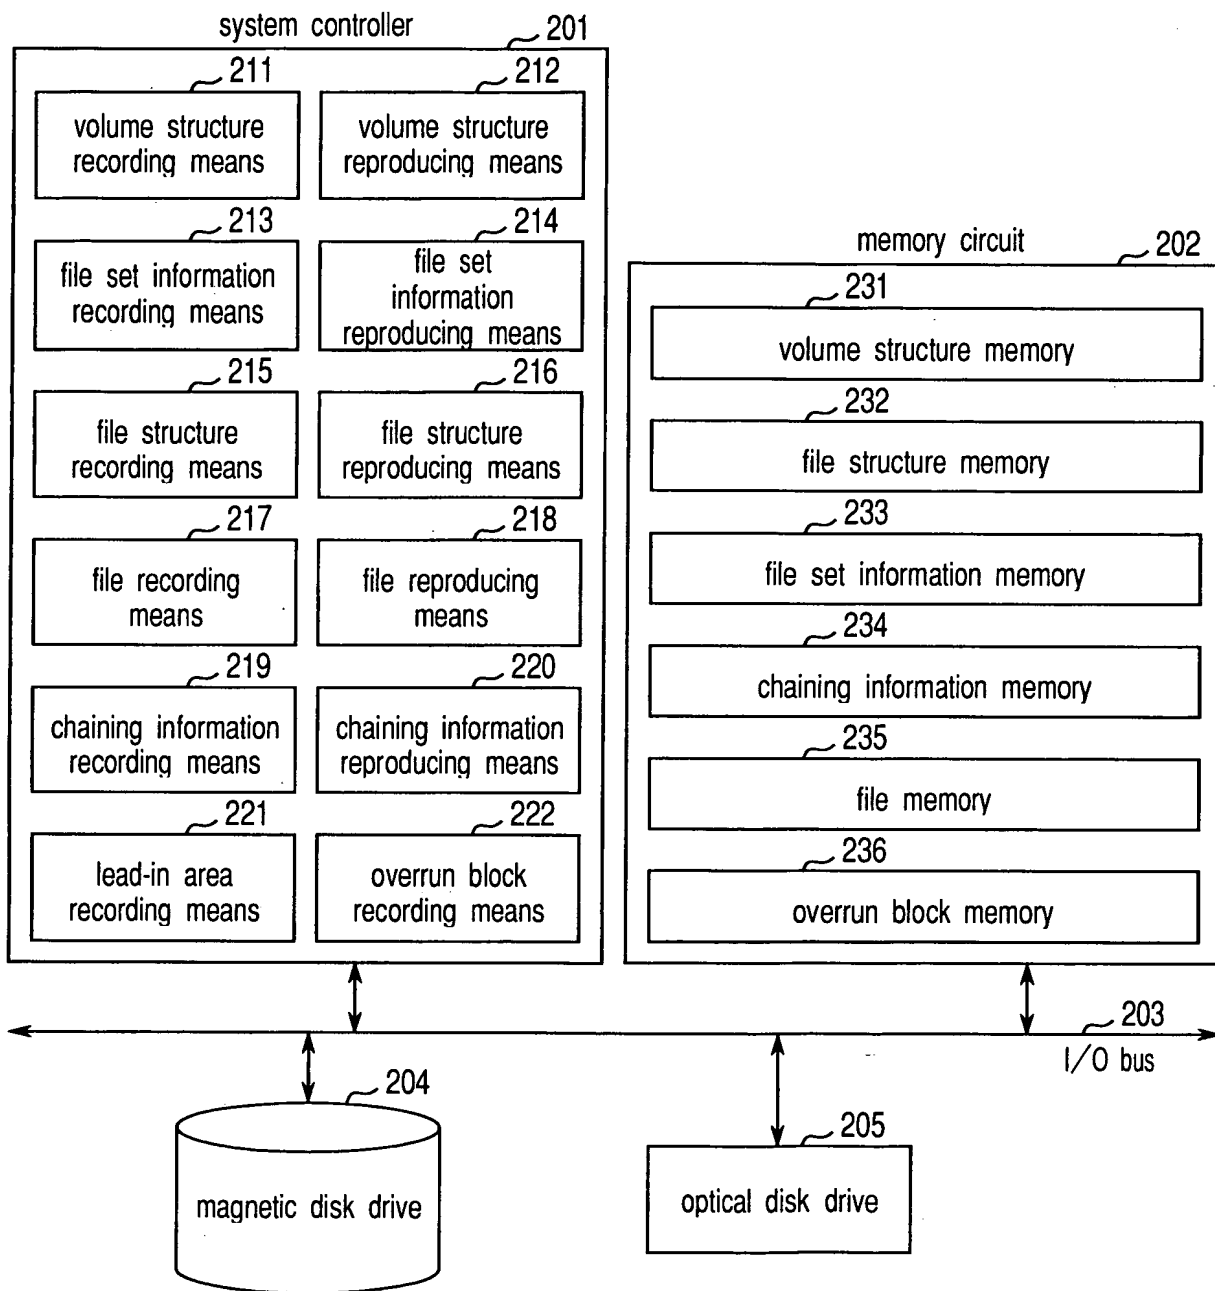 system controller
201
211
volume structure
recording means
212
volume structure
reproducing means
213
file set information
recording means
214
file set
information
reproducing means
215
file structure
recording means
216
file structure
reproducing means
217
file recording
means
218
file reproducing
means
219
chaining information
recording means
220
chaining information
reproducing means
221
lead-in area
recording means
222
overrun block
recording means
memory circuit
202
231
volume structure memory
232
file structure memory
233
file set information memory
234
chaining information memory
235
file memory
236
overrun block memory
203
I/O bus
204
magnetic disk drive
205
optical disk drive